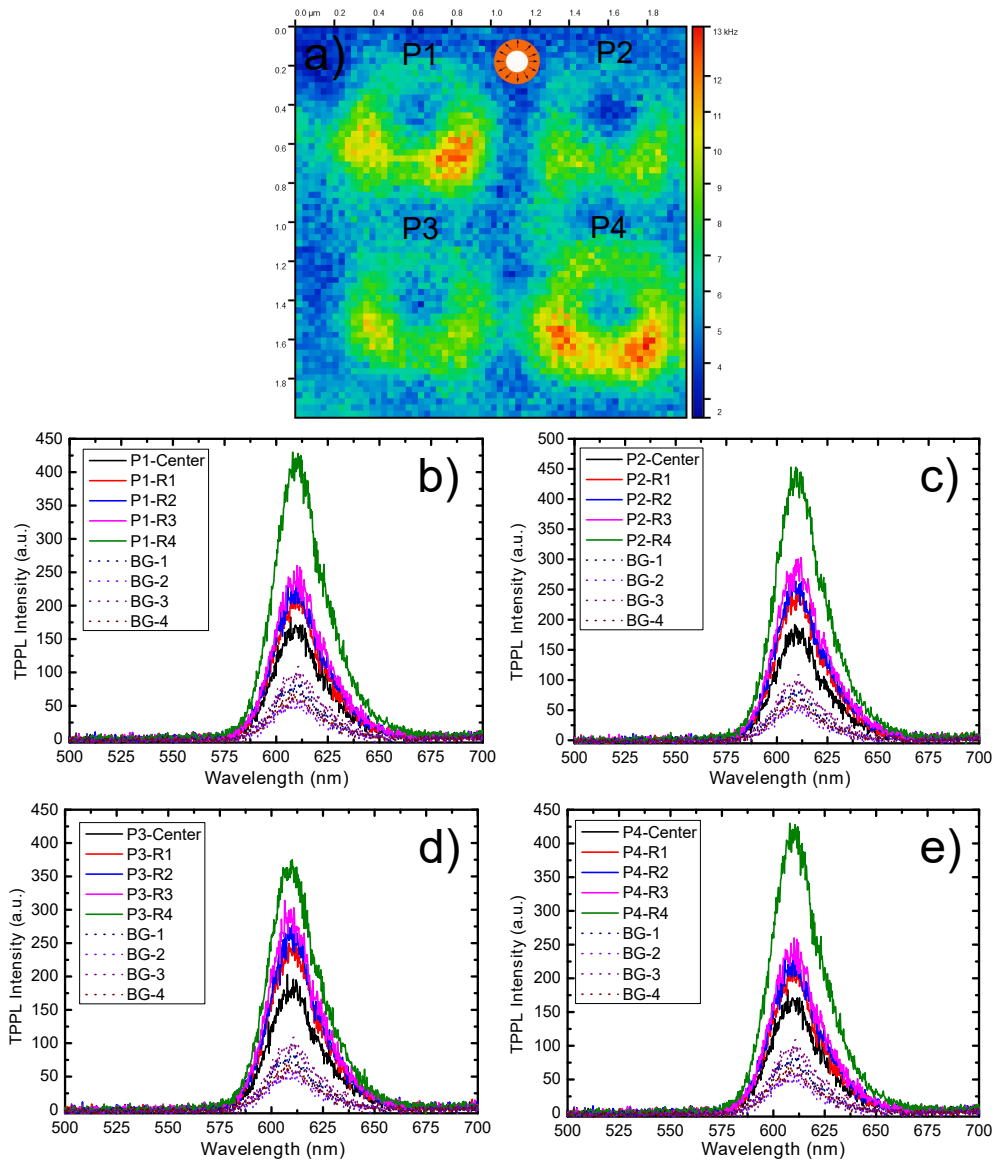 0.0 µm 0.2 0.4 0.6 0.8 1.0 1.2 1.4 1.6 1.8
0.0
0.2
0.4
0.6
0.8
1.0
1.2
1.4
1.6
1.8
a)
P1
P2
P3
P4
13 kHz
12
11
10
9
8
7
6
5
4
3
2
b)
TPPL Intensity (a.u.)
450
400
350
300
250
200
150
100
50
0
P1-Center
P1-R1
P1-R2
P1-R3
P1-R4
BG-1
BG-2
BG-3
BG-4
500 525 550 575 600 625 650 675 700
Wavelength (nm)
c)
TPPL Intensity (a.u.)
500
450
400
350
300
250
200
150
100
50
0
P2-Center
P2-R1
P2-R2
P2-R3
P2-R4
BG-1
BG-2
BG-3
BG-4
500 525 550 575 600 625 650 675 700
Wavelength (nm)
d)
TPPL Intensity (a.u.)
450
400
350
300
250
200
150
100
50
0
P3-Center
P3-R1
P3-R2
P3-R3
P3-R4
BG-1
BG-2
BG-3
BG-4
500 525 550 575 600 625 650 675 700
Wavelength (nm)
e)
TPPL Intensity (a.u.)
450
400
350
300
250
200
150
100
50
0
P4-Center
P4-R1
P4-R2
P4-R3
P4-R4
BG-1
BG-2
BG-3
BG-4
500 525 550 575 600 625 650 675 700
Wavelength (nm)